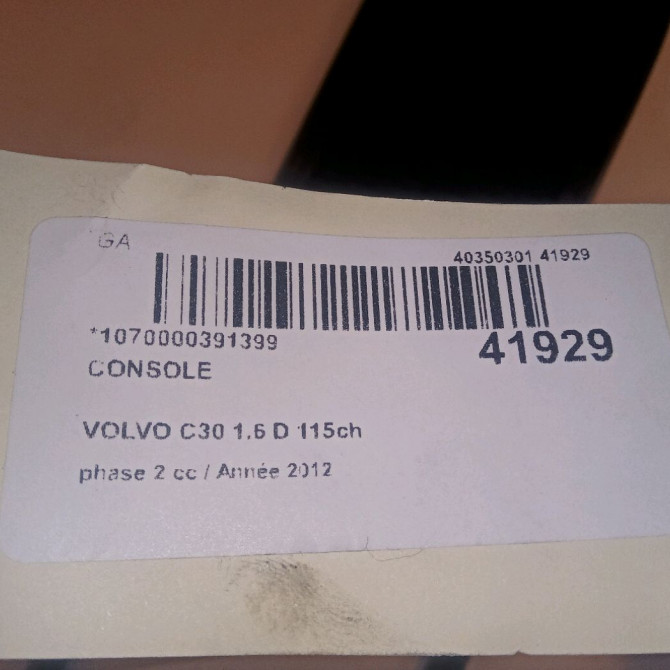 GA
40350301 41929
*1070000391399
41929
CONSOLE
VOLVO C30 1.6 D 115ch
phase 2 cc / Année 2012